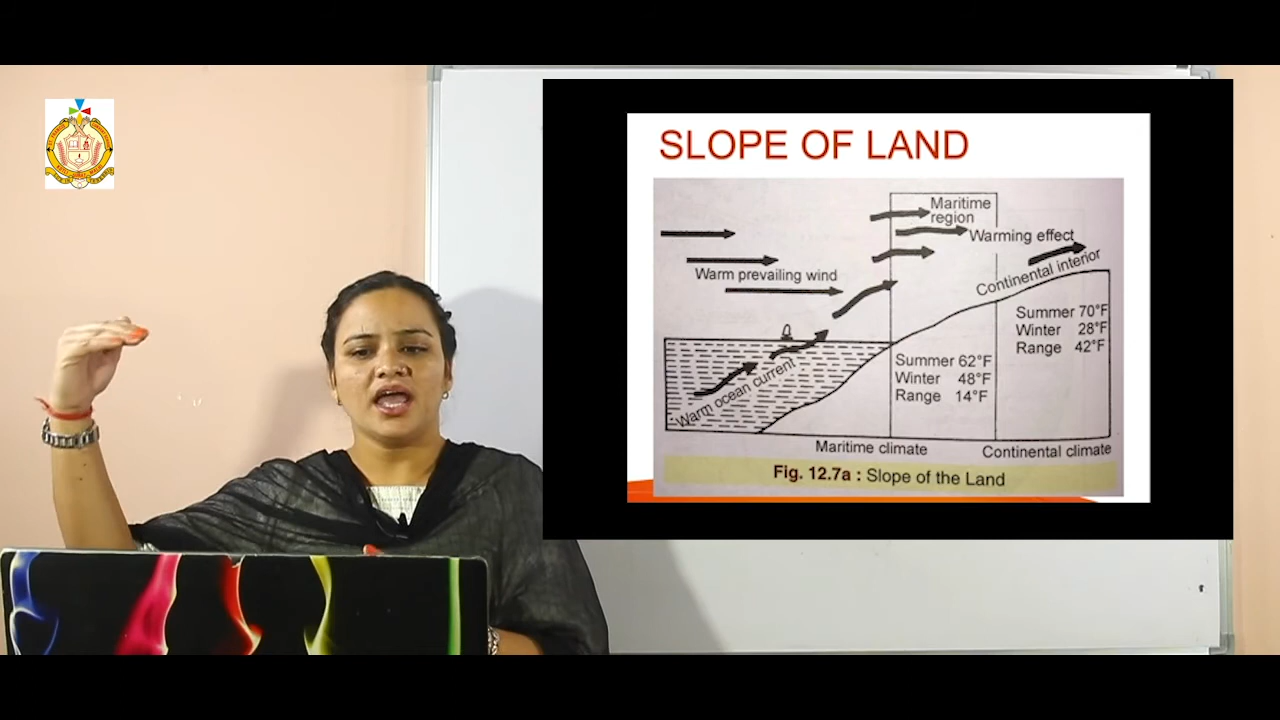 SLOPE OF LAND
Maritime
region
Warming effect
Warm prevailing wind
Continental interior
Summer 70°F
Winter 28°F
Range 42°F
Warm ocean current
Summer 62°F
Winter 48°F
Range 14°F
Maritime climate
Continental climate
Fig. 12.7a : Slope of the Land